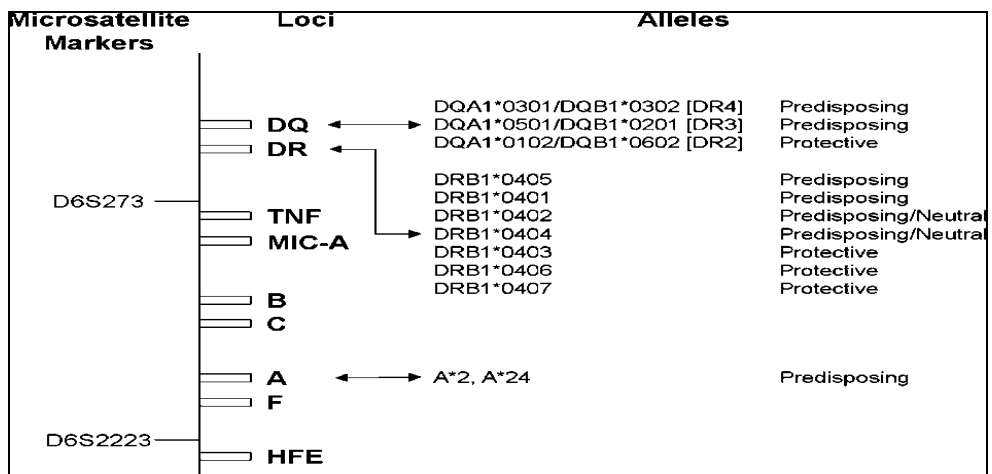 Microsatellite Markers Loci Alleles
DQA1*0301/DQB1*0302 [DR4] Predisposing
DQ DQA1*0501/DQB1*0201 [DR3] Predisposing
DQA1*0102/DQB1*0602 [DR2] Protective
DR
DRB1*0405 Predisposing
D6S273 DRB1*0401 Predisposing
TNF DRB1*0402 Predisposing/Neutral
DRB1*0404 Predisposing/Neutral
MIC-A DRB1*0403 Protective
DRB1*0406 Protective
DRB1*0407 Protective
B
C
A A*2, A*24 Predisposing
F
D6S2223
HFE